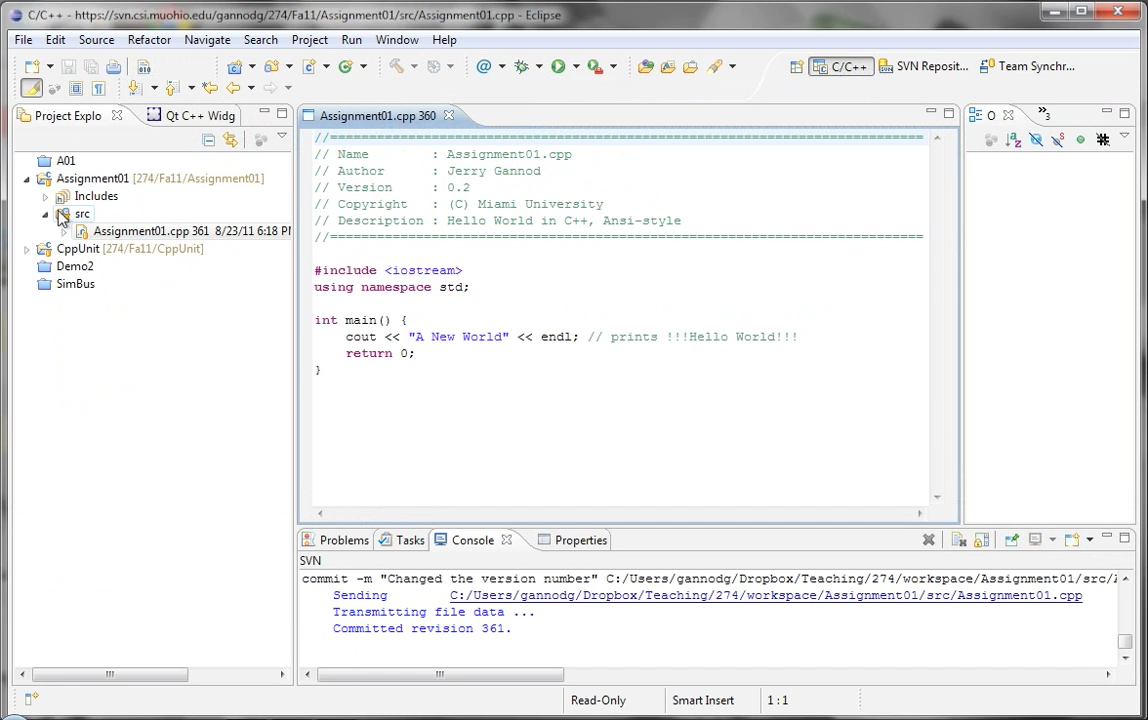 C/C++ - https://svn.csi.muohio.edu/gannodg/274/Fa11/Assignment01/src/Assignment01.cpp - Eclipse
File Edit Source Refactor Navigate Search Project Run Window Help
C/C++ SVN Reposit... Team Synchr...
Project Explo Qt C++ Widg
Assignment01.cpp 360
O
3
A01
Assignment01 [274/Fa11/Assignment01]
Includes
src
Assignment01.cpp 361 8/23/11 6:18 PM
CppUnit [274/Fa11/CppUnit]
Demo2
SimBus
//============================================================================
// Name : Assignment01.cpp
// Author : Jerry Gannod
// Version : 0.2
// Copyright : (C) Miami University
// Description : Hello World in C++, Ansi-style
//============================================================================
#include <iostream>
using namespace std;
int main() {
cout << "A New World" << endl; // prints !!!Hello World!!!
return 0;
}
Problems Tasks Console Properties
SVN
commit -m "Changed the version number" C:/Users/gannodg/Dropbox/Teaching/274/workspace/Assignment01/src/
Sending C:/Users/gannodg/Dropbox/Teaching/274/workspace/Assignment01/src/Assignment01.cpp
Transmitting file data ...
Committed revision 361.
Read-Only Smart Insert 1 : 1